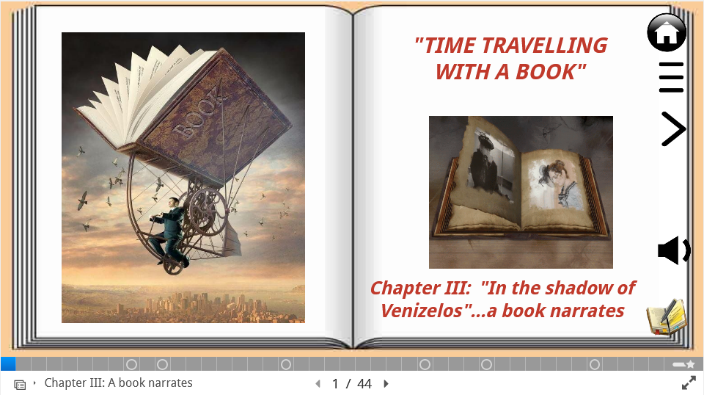 BOOK
"TIME TRAVELLING
WITH A BOOK"
Chapter III: "In the shadow of
Venizelos"...a book narrates
Chapter III: A book narrates
1 / 44